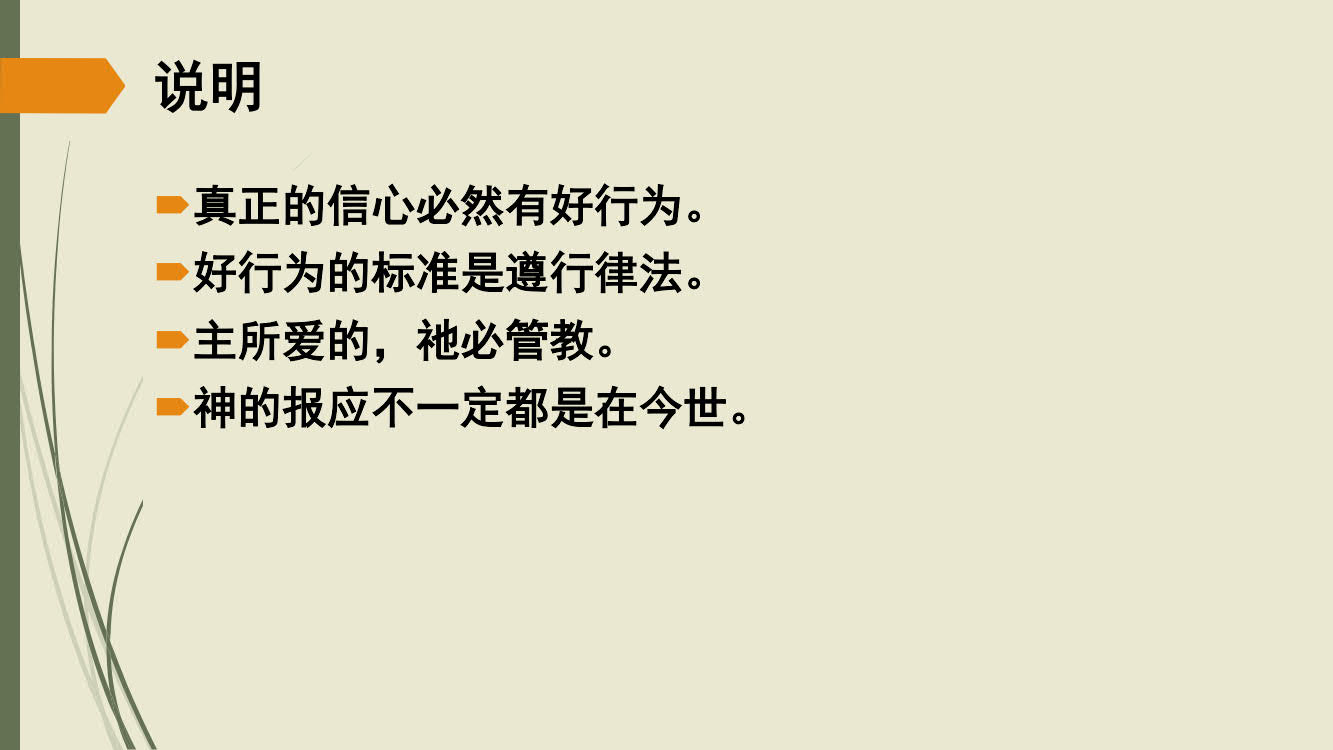 说明
真正的信心必然有好行为。
好行为的标准是遵行律法。
主所爱的，祂必管教。
神的报应不一定都是在今世。